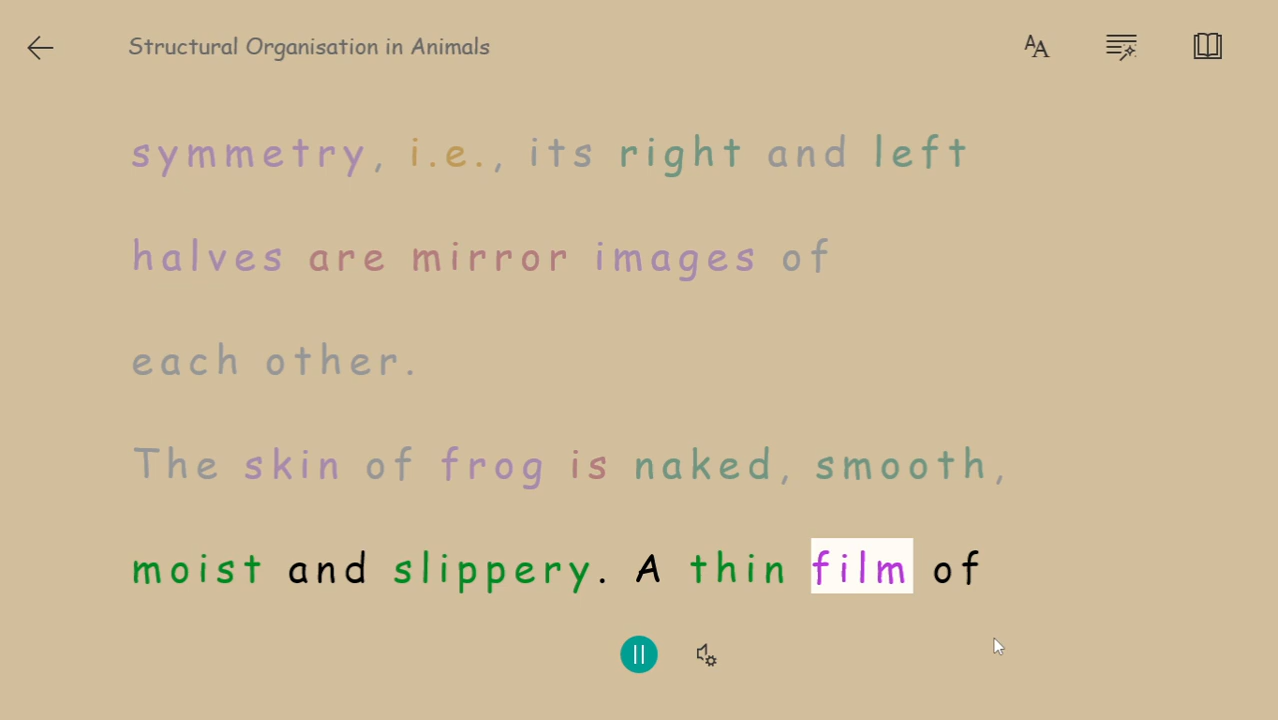 Structural Organisation in Animals
symmetry, i.e., its right and left
halves are mirror images of
each other.
The skin of frog is naked, smooth,
moist and slippery. A thin film of